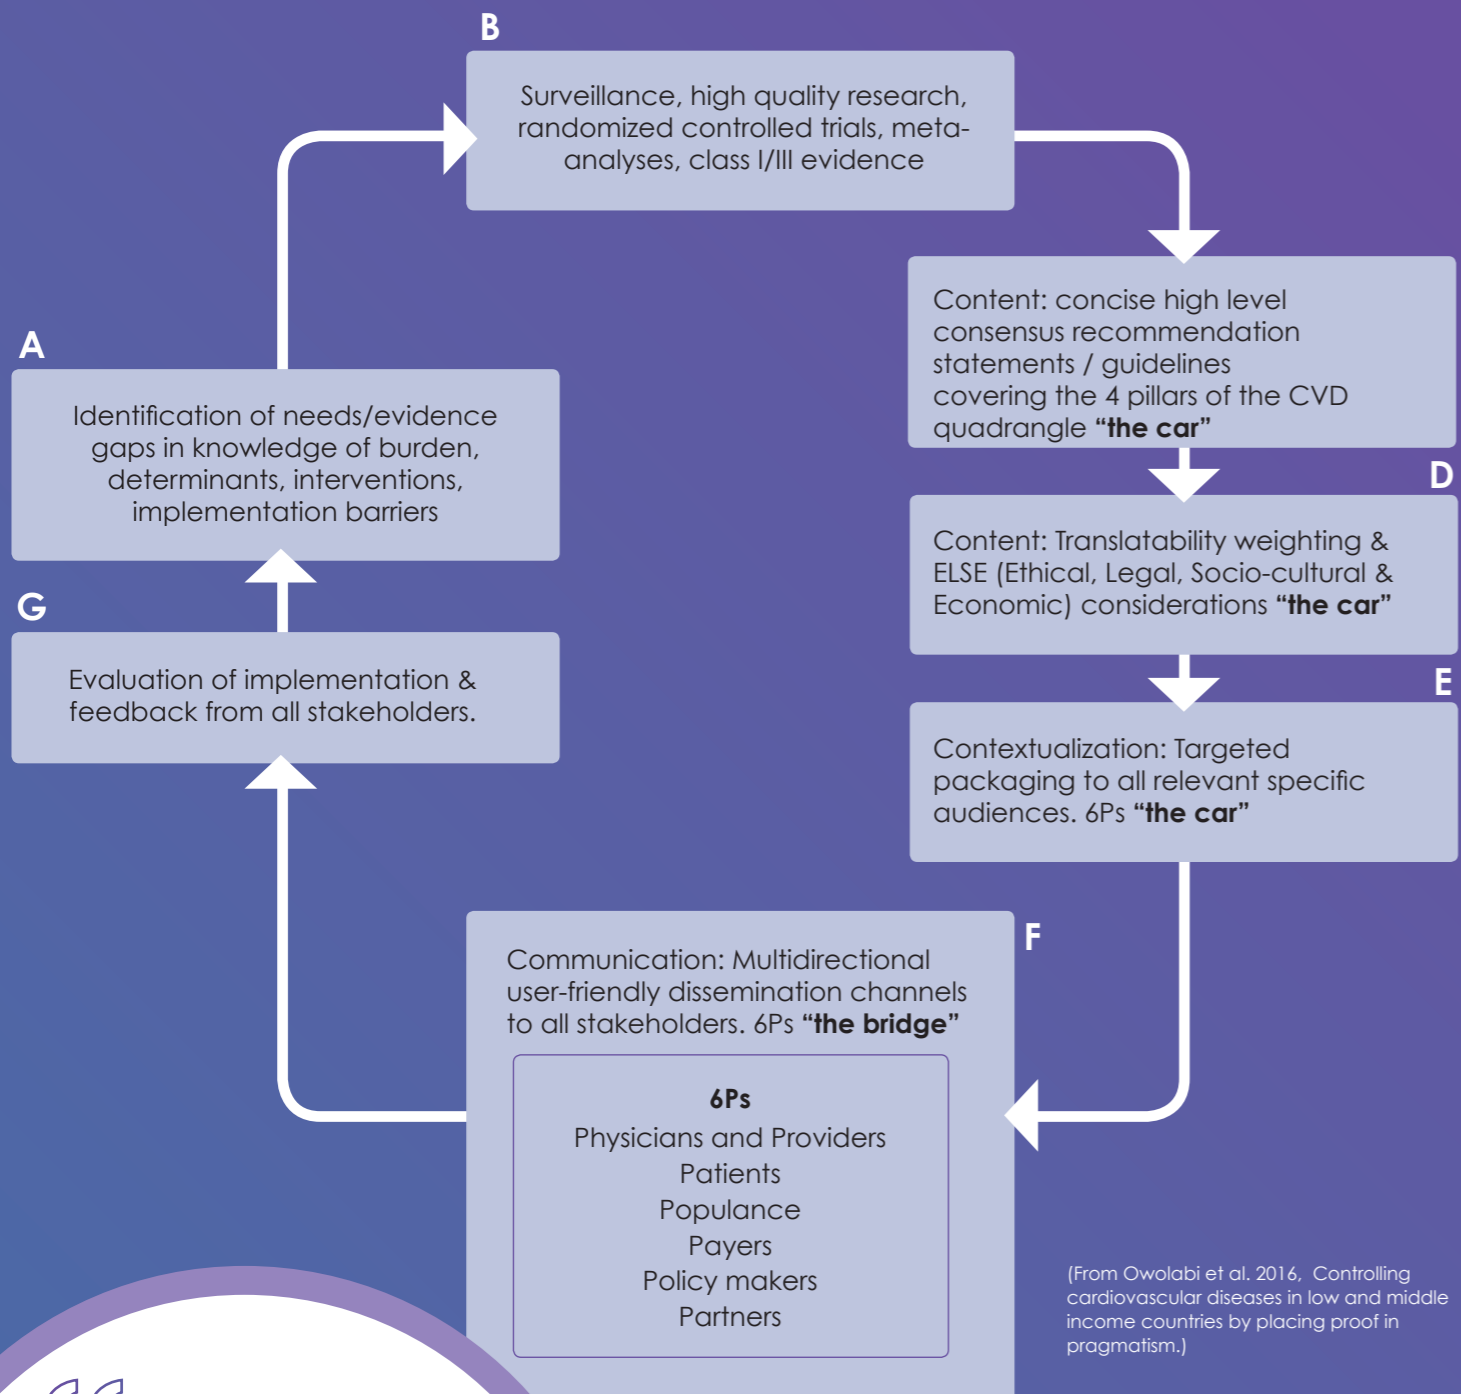 B
Surveillance, high quality research,
randomized controlled trials, meta-
analyses, class I/III evidence
Content: concise high level
consensus recommendation
statements / guidelines
covering the 4 pillars of the CVD
quadrangle “the car”
D
Content: Translatability weighting &
ELSE (Ethical, Legal, Socio-cultural &
Economic) considerations “the car”
E
Contextualization: Targeted
packaging to all relevant specific
audiences. 6Ps “the car”
F
Communication: Multidirectional
user-friendly dissemination channels
to all stakeholders. 6Ps “the bridge”
6Ps
Physicians and Providers
Patients
Populance
Payers
Policy makers
Partners
G
Evaluation of implementation &
feedback from all stakeholders.
A
Identification of needs/evidence
gaps in knowledge of burden,
determinants, interventions,
implementation barriers
(From Owolabi et al. 2016, Controlling
cardiovascular diseases in low and middle
income countries by placing proof in
pragmatism.)